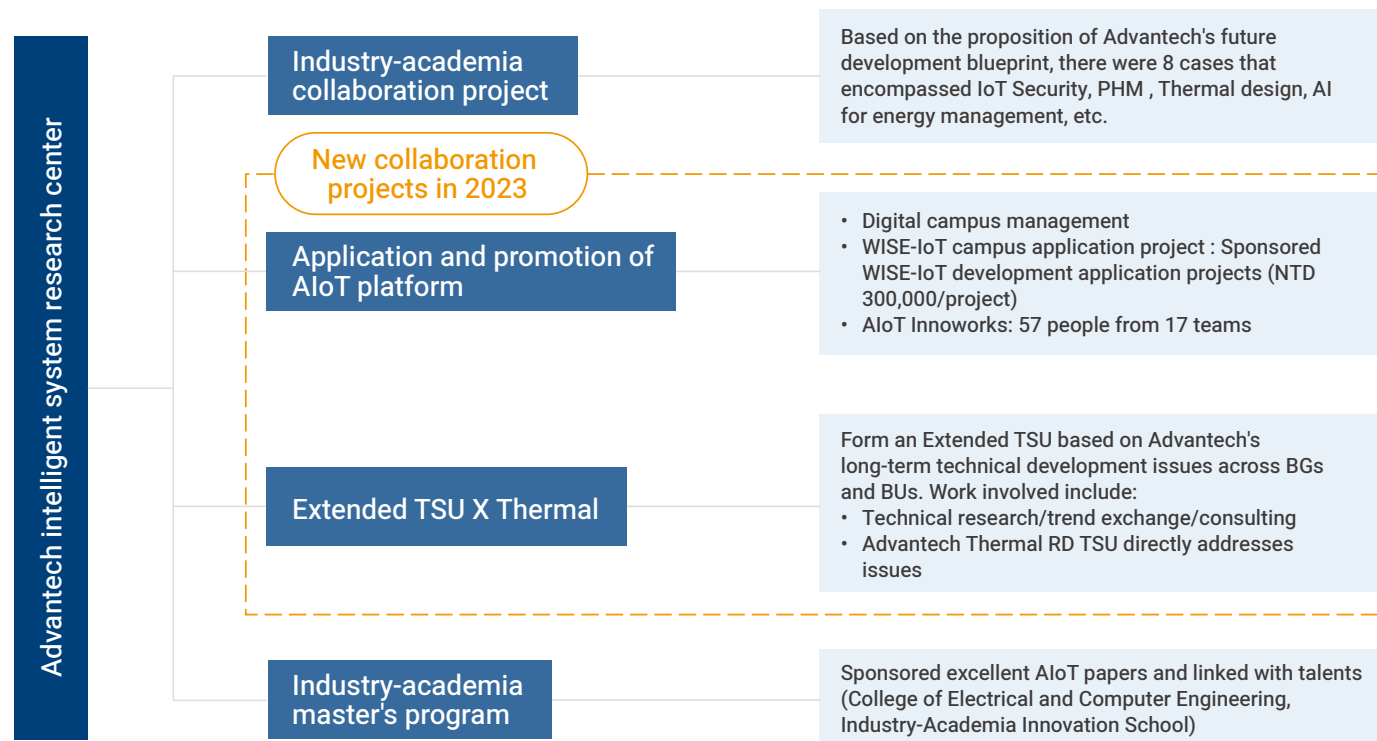 Advantech intelligent system research center
Industry-academia
collaboration project
Based on the proposition of Advantech's future
development blueprint, there were 8 cases that
encompassed IoT Security, PHM , Thermal design, AI
for energy management, etc.
New collaboration
projects in 2023
Application and promotion of
AIoT platform
• Digital campus management
• WISE-IoT campus application project : Sponsored
WISE-IoT development application projects (NTD
300,000/project)
• AIoT Innoworks: 57 people from 17 teams
Extended TSU X Thermal
Form an Extended TSU based on Advantech's
long-term technical development issues across BGs
and BUs. Work involved include:
• Technical research/trend exchange/consulting
• Advantech Thermal RD TSU directly addresses
issues
Industry-academia
master's program
Sponsored excellent AIoT papers and linked with talents
(College of Electrical and Computer Engineering,
Industry-Academia Innovation School)